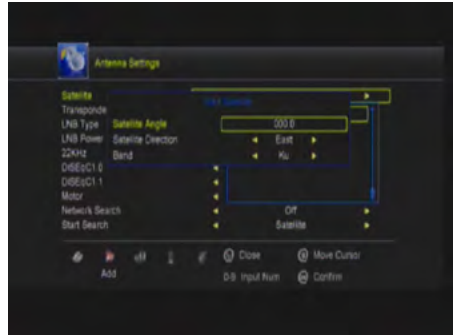 Antenna Settings
Satellite
Transponde
LNB Type
Satellite Angle 000.0
LNB Power
Satellite Direction East
22KHz
Band Ku
DiSEqC1.0
DiSEqC1.1
Motor
Network Search Off
Start Search Satellite
Close
Move Cursor
Add
0-9 Input Num
Confirm